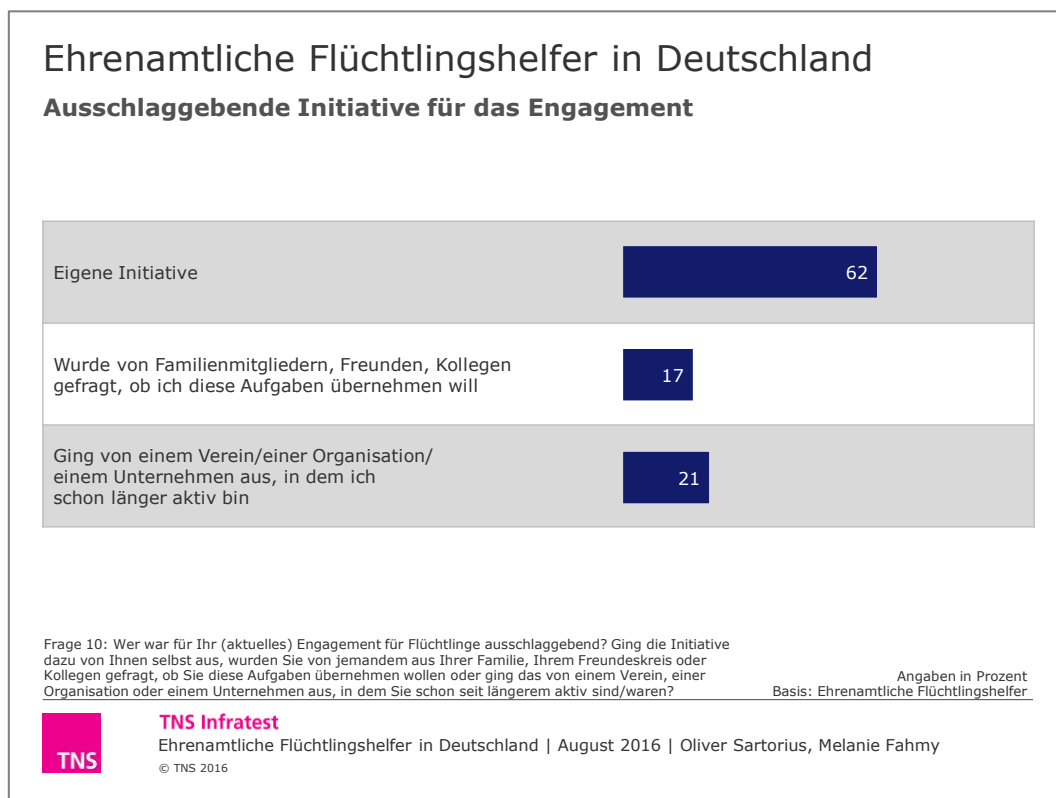 Ehrenamtliche Flüchtlingshelfer in Deutschland
Ausschlaggebende Initiative für das Engagement
Eigene Initiative
62
Wurde von Familienmitgliedern, Freunden, Kollegen
gefragt, ob ich diese Aufgaben übernehmen will
17
Ging von einem Verein/einer Organisation/
einem Unternehmen aus, in dem ich
schon länger aktiv bin
21
Frage 10: Wer war für Ihr (aktuelles) Engagement für Flüchtlinge ausschlaggebend? Ging die Initiative
dazu von Ihnen selbst aus, wurden Sie von jemandem aus Ihrer Familie, Ihrem Freundeskreis oder
Kollegen gefragt, ob Sie diese Aufgaben übernehmen wollen oder ging das von einem Verein, einer
Organisation oder einem Unternehmen aus, in dem Sie schon seit längerem aktiv sind/waren?
Angaben in Prozent
Basis: Ehrenamtliche Flüchtlingshelfer
TNS
TNS Infratest
Ehrenamtliche Flüchtlingshelfer in Deutschland | August 2016 | Oliver Sartorius, Melanie Fahmy
© TNS 2016